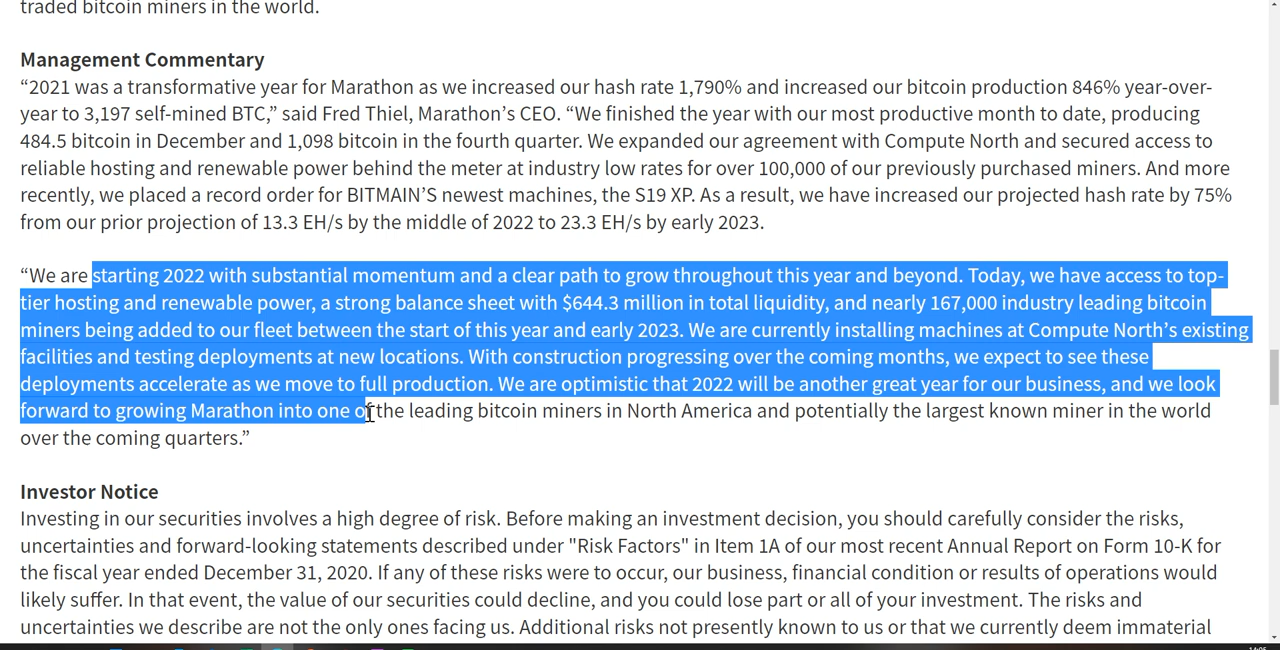 traded bitcoin miners in the world.
Management Commentary
“2021 was a transformative year for Marathon as we increased our hash rate 1,790% and increased our bitcoin production 846% year-over-
year to 3,197 self-mined BTC,” said Fred Thiel, Marathon’s CEO. “We finished the year with our most productive month to date, producing
484.5 bitcoin in December and 1,098 bitcoin in the fourth quarter. We expanded our agreement with Compute North and secured access to
reliable hosting and renewable power behind the meter at industry low rates for over 100,000 of our previously purchased miners. And more
recently, we placed a record order for BITMAIN’S newest machines, the S19 XP. As a result, we have increased our projected hash rate by 75%
from our prior projection of 13.3 EH/s by the middle of 2022 to 23.3 EH/s by early 2023.
“We are starting 2022 with substantial momentum and a clear path to grow throughout this year and beyond. Today, we have access to top-
tier hosting and renewable power, a strong balance sheet with $644.3 million in total liquidity, and nearly 167,000 industry leading bitcoin
miners being added to our fleet between the start of this year and early 2023. We are currently installing machines at Compute North’s existing
facilities and testing deployments at new locations. With construction progressing over the coming months, we expect to see these
deployments accelerate as we move to full production. We are optimistic that 2022 will be another great year for our business, and we look
forward to growing Marathon into one of the leading bitcoin miners in North America and potentially the largest known miner in the world
over the coming quarters.”
Investor Notice
Investing in our securities involves a high degree of risk. Before making an investment decision, you should carefully consider the risks,
uncertainties and forward-looking statements described under "Risk Factors" in Item 1A of our most recent Annual Report on Form 10-K for
the fiscal year ended December 31, 2020. If any of these risks were to occur, our business, financial condition or results of operations would
likely suffer. In that event, the value of our securities could decline, and you could lose part or all of your investment. The risks and
uncertainties we describe are not the only ones facing us. Additional risks not presently known to us or that we currently deem immaterial